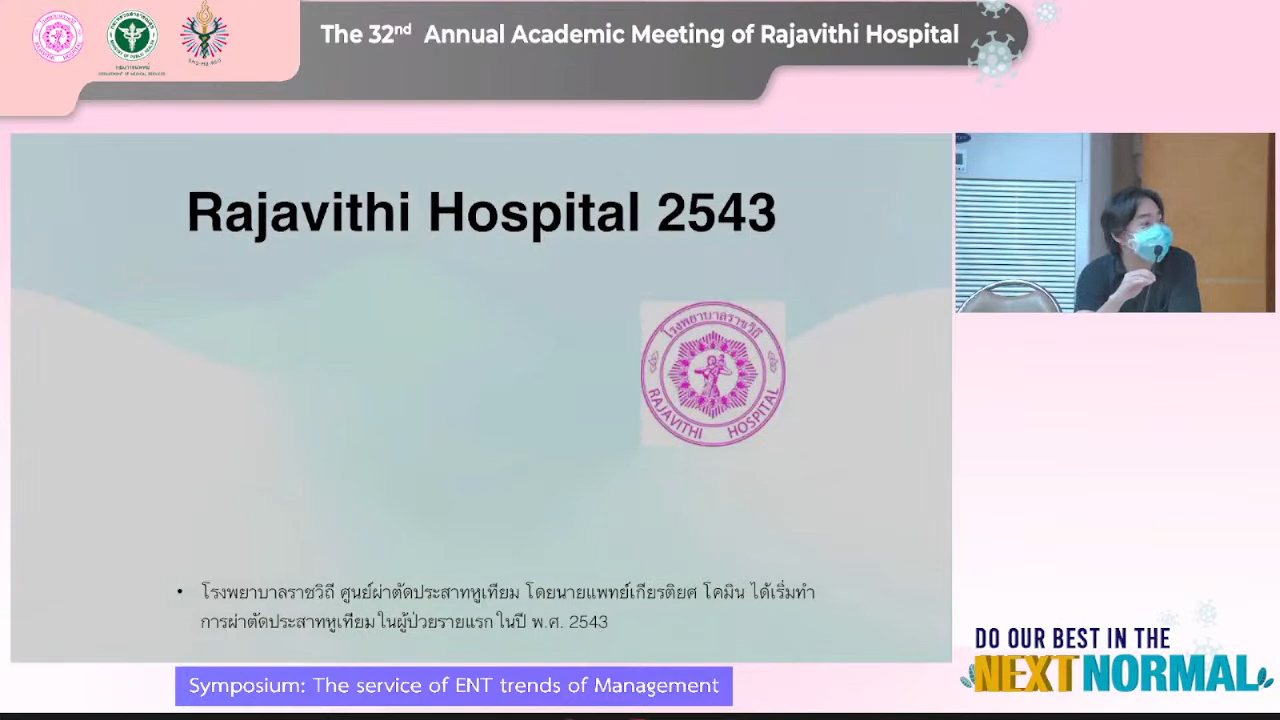 The 32nd Annual Academic Meeting of Rajavithi Hospital
Rajavithi Hospital 2543
โรงพยาบาลราชวิถี
RAJAVITHI HOSPITAL
• โรงพยาบาลราชวิถี ศูนย์ผ่าตัดประสาทหูเทียม โดยนายแพทย์เกียรติยศ โคมิน ได้เริ่มทำ
การผ่าตัดประสาทหูเทียม ในผู้ป่วยรายแรก ในปี พ.ศ. 2543
DO OUR BEST IN THE
NEXT NORMAL
Symposium: The service of ENT trends of Management